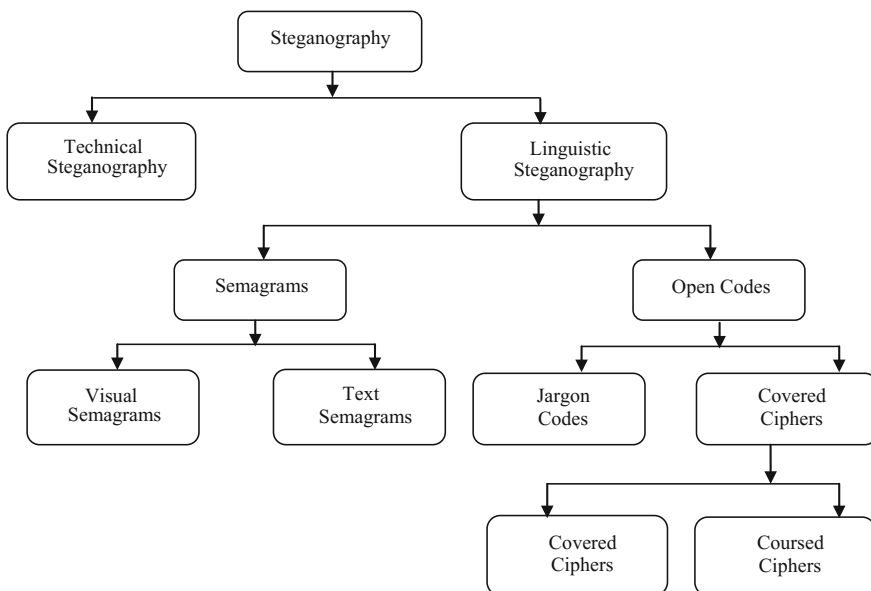 Steganography
Technical
Steganography
Linguistic
Steganography
Semagrams
Open Codes
Visual
Semagrams
Text
Semagrams
Jargon
Codes
Covered
Ciphers
Covered
Ciphers
Coursed
Ciphers